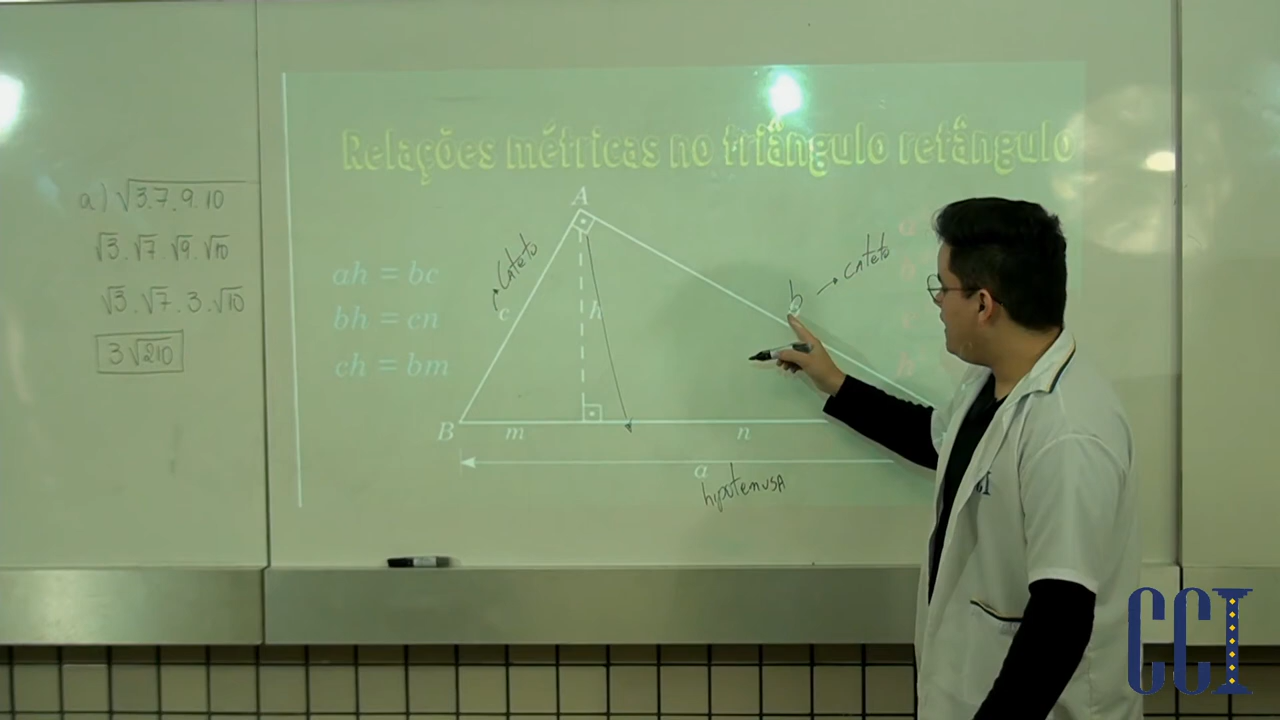 Relações métricas no triângulo retângulo
a) √3.7.9.10
√3 . √7 . √9 . √10
√3 . √7 . 3 . √10
3√210
ah = bc
bh = cn
ch = bm
A
cateto
c
h
b → cateto
B
m
n
a
hipotenusa
CCI